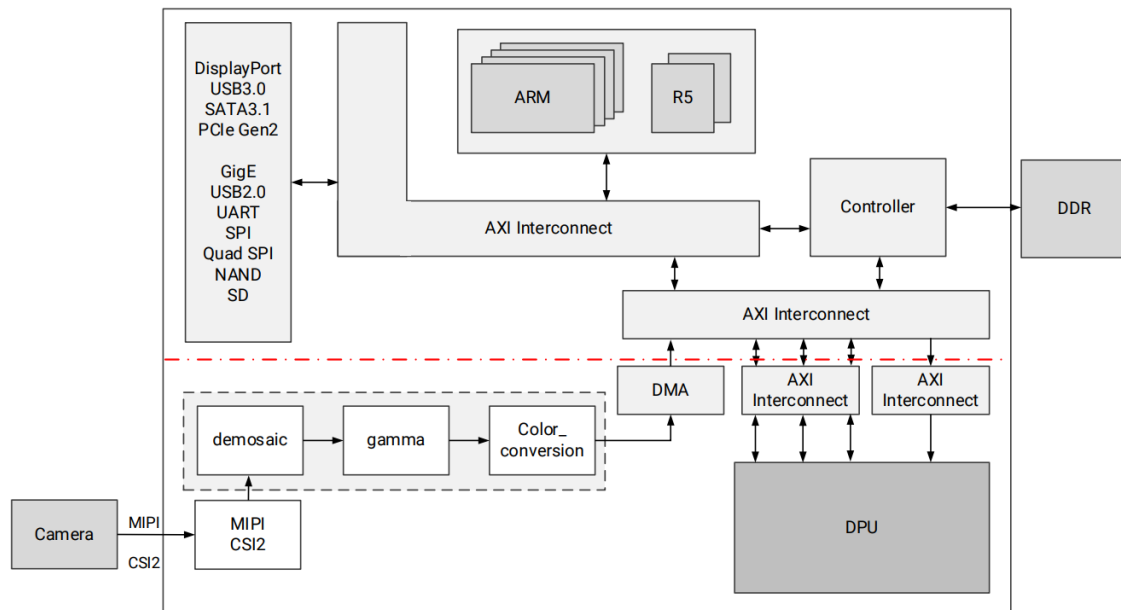 DisplayPort
USB3.0
SATA3.1
PCIe Gen2
GigE
USB2.0
UART
SPI
Quad SPI
NAND
SD
ARM
R5
AXI Interconnect
Controller
DDR
AXI Interconnect
DMA
AXI
Interconnect
AXI
Interconnect
demosaic
gamma
Color_
conversion
Camera
MIPI
CSI2
MIPI
CSI2
DPU